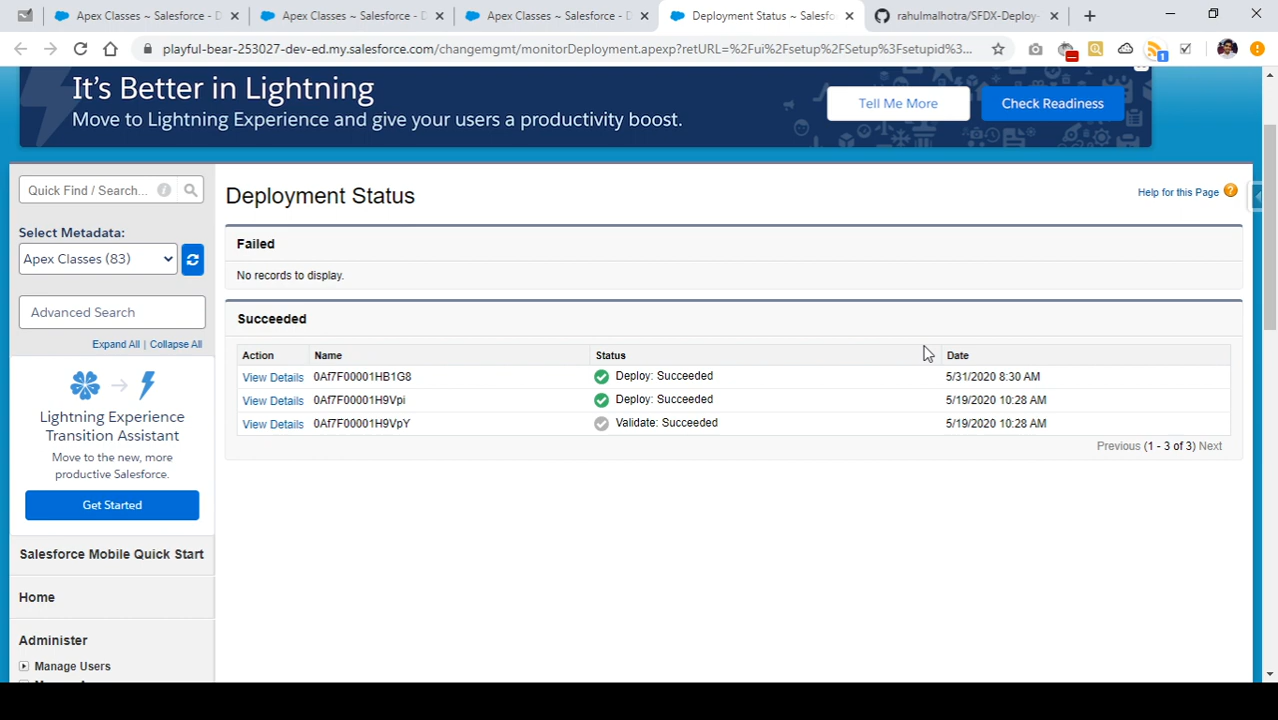 Apex Classes ~ Salesforce - D
Apex Classes ~ Salesforce - D
Apex Classes ~ Salesforce - D
Deployment Status ~ Salesfo
rahulmalhotra/SFDX-Deploy-
playful-bear-253027-dev-ed.my.salesforce.com/changemgmt/monitorDeployment.apexp?retURL=%2Fui%2Fsetup%2FSetup%3Fsetupid%3...
1
It's Better in Lightning
Move to Lightning Experience and give your users a productivity boost.
Tell Me More
Check Readiness
Quick Find / Search...
Select Metadata:
Apex Classes (83)
Advanced Search
Expand All | Collapse All
Lightning Experience
Transition Assistant
Move to the new, more
productive Salesforce.
Get Started
Salesforce Mobile Quick Start
Home
Administer
Manage Users
Deployment Status
Help for this Page ?
Failed
No records to display.
Succeeded
Action Name Status Date
View Details 0Af7F00001HB1G8 Deploy: Succeeded 5/31/2020 8:30 AM
View Details 0Af7F00001H9Vpi Deploy: Succeeded 5/19/2020 10:28 AM
View Details 0Af7F00001H9VpY Validate: Succeeded 5/19/2020 10:28 AM
Previous (1 - 3 of 3) Next